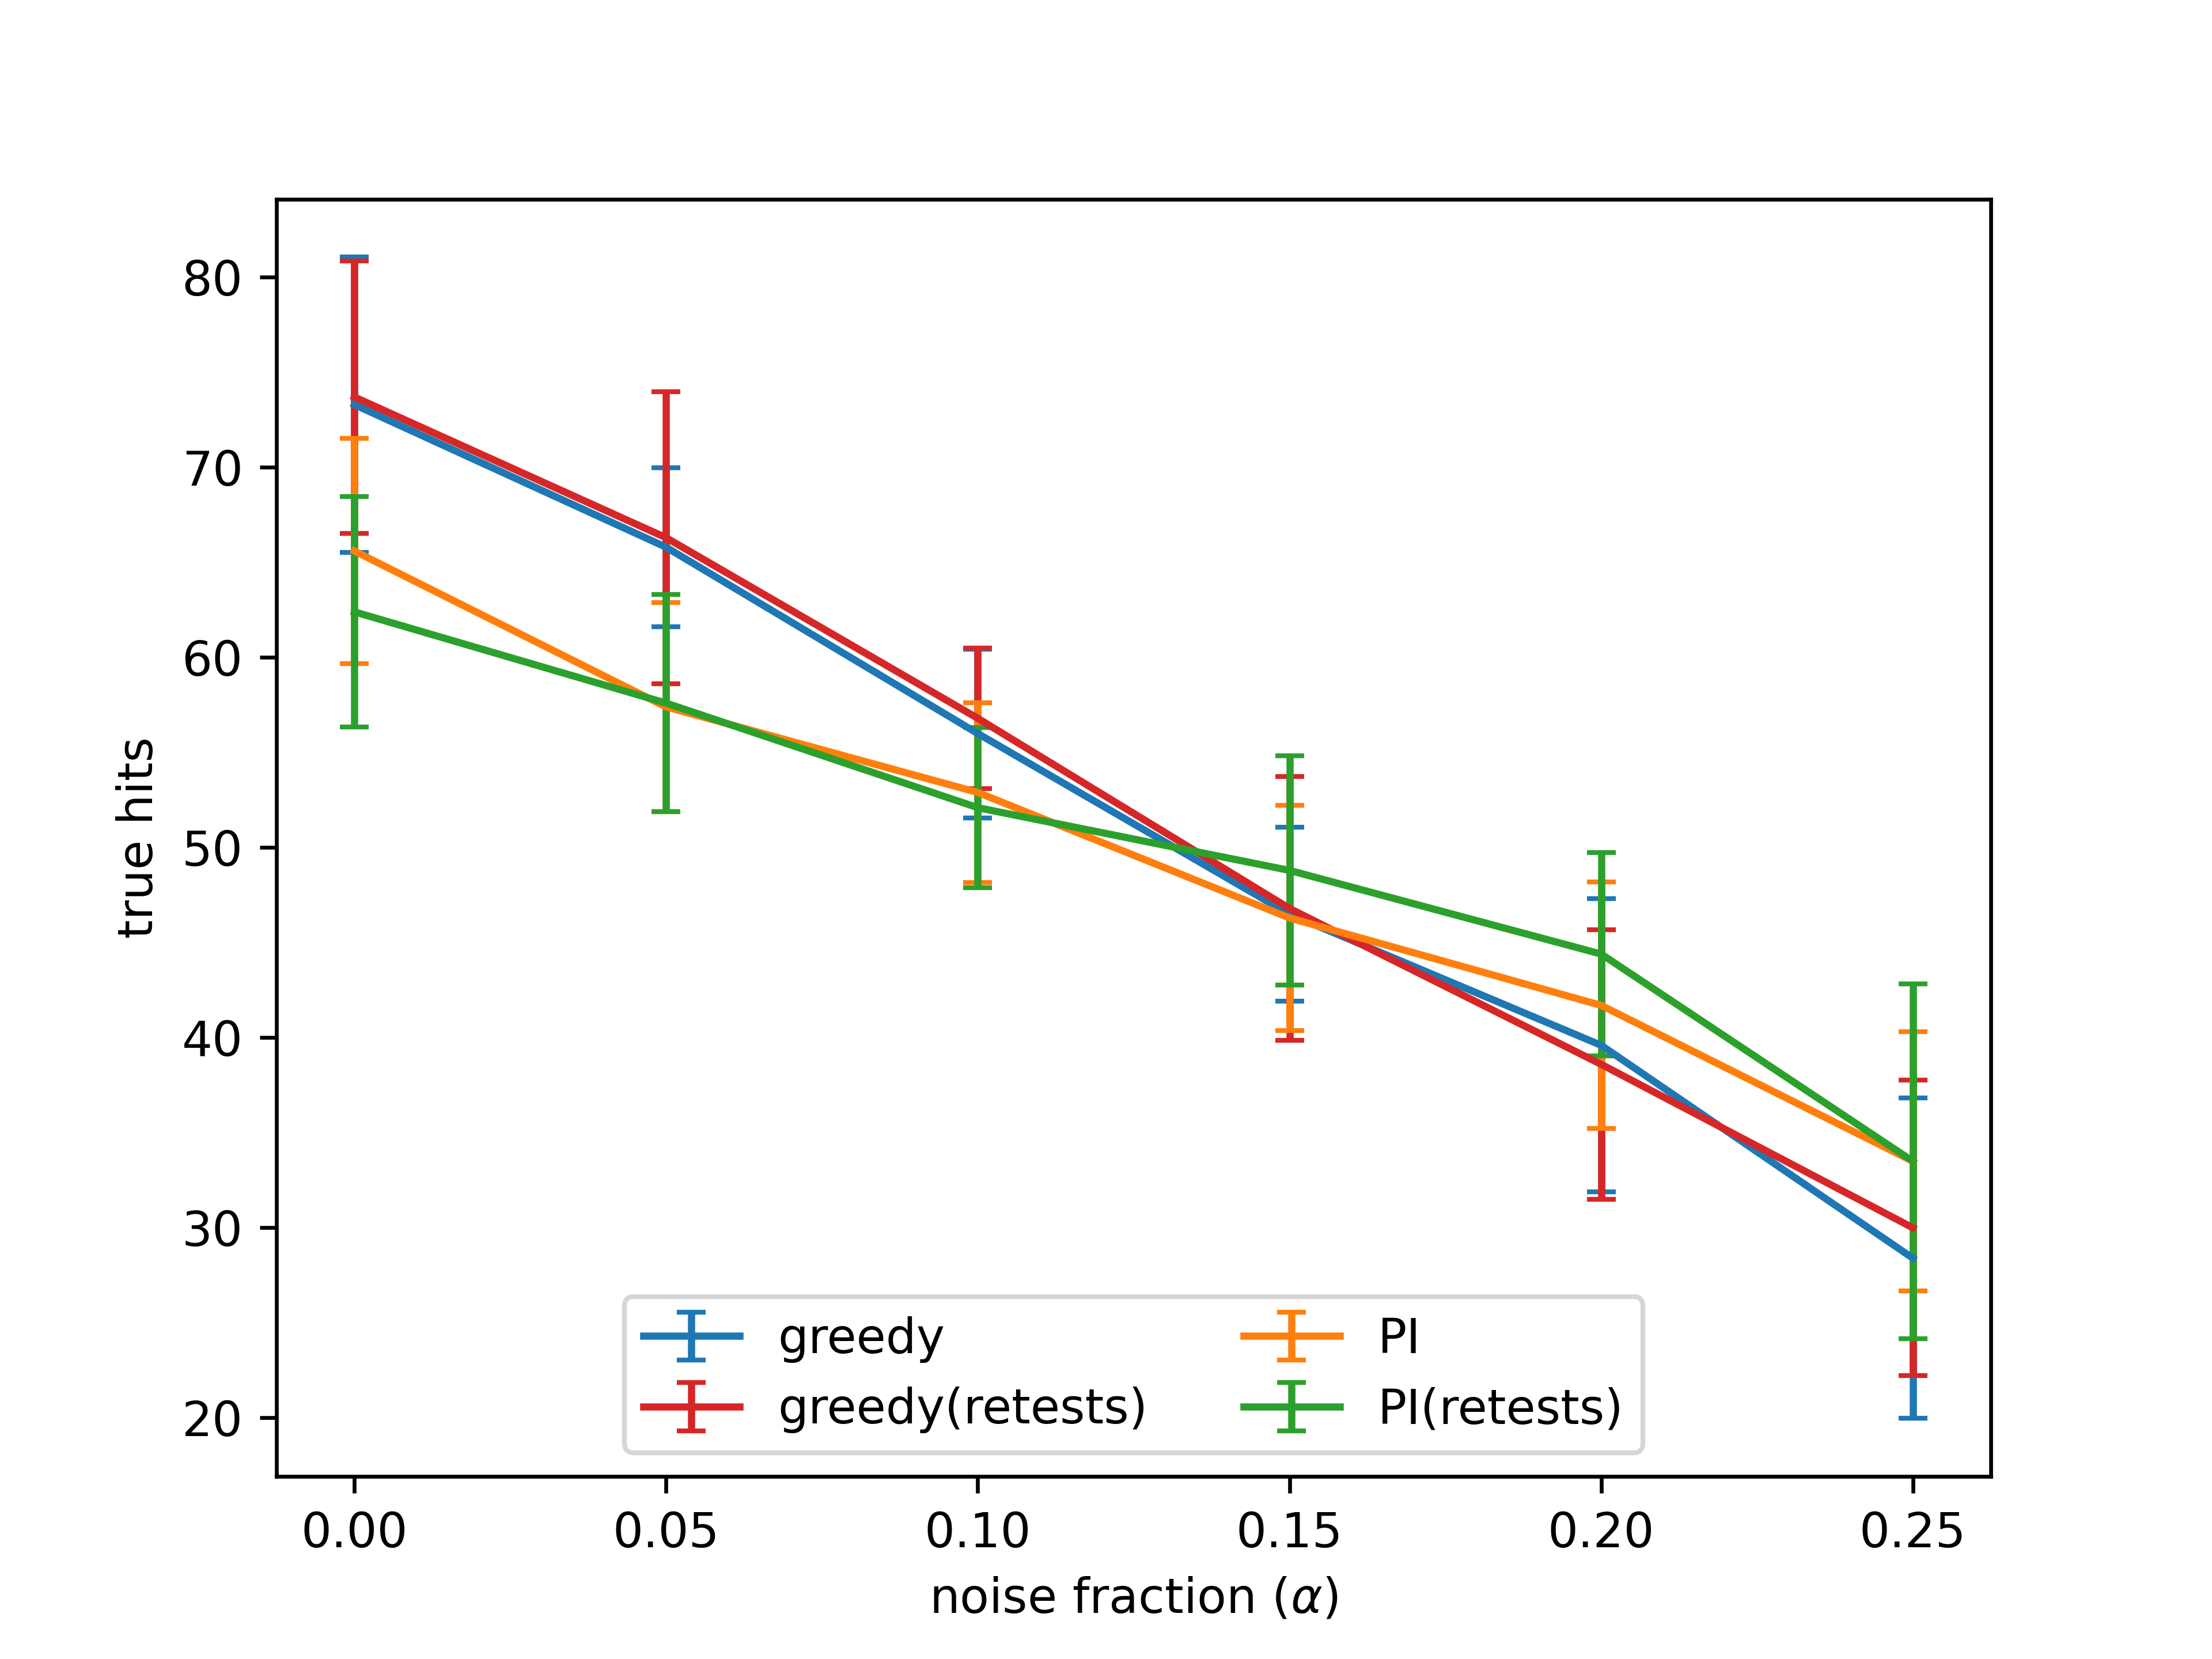 80
70
60
50
40
30
20
true hits
greedy
greedy(retests)
PI
PI(retests)
0.00 0.05 0.10 0.15 0.20 0.25
noise fraction (α)